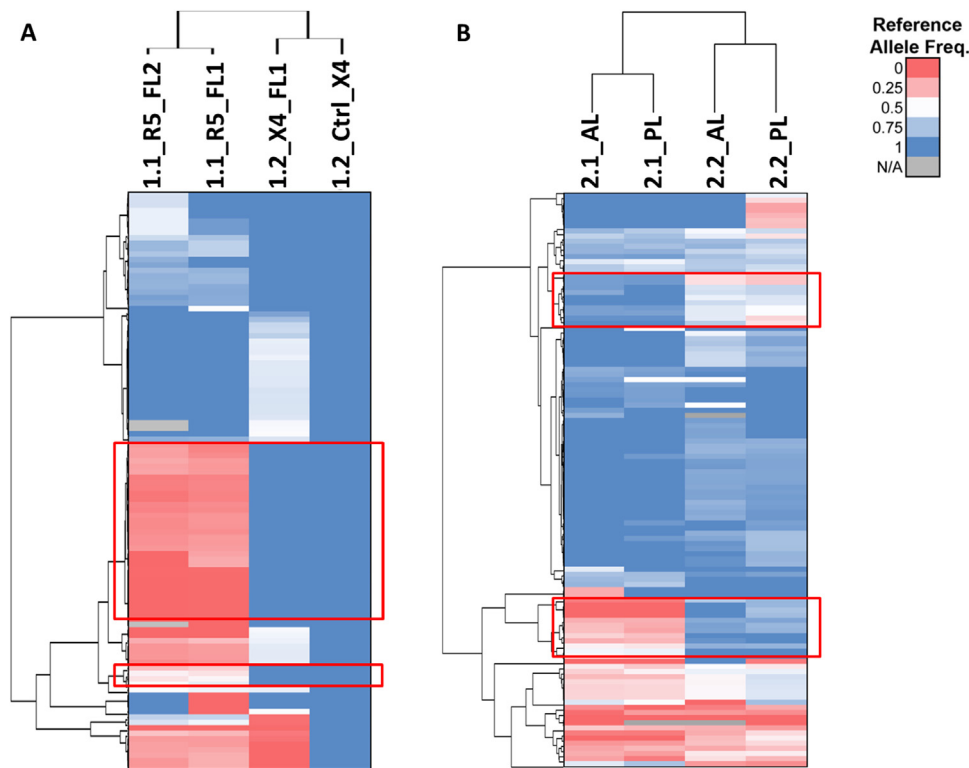 A
1.1_R5_FL2
1.1_R5_FL1
1.2_X4_FL1
1.2_Ctrl_X4
B
2.1_AL
2.1_PL
2.2_AL
2.2_PL
Reference
Allele Freq.
0
0.25
0.5
0.75
1
N/A